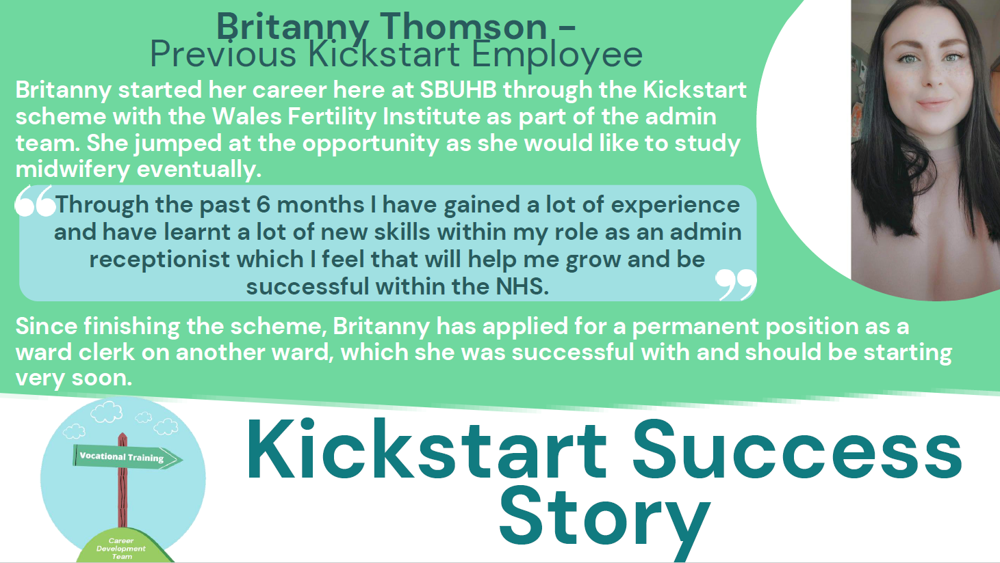 Britanny Thomson -
Previous Kickstart Employee
Britanny started her career here at SBUHB through the Kickstart
scheme with the Wales Fertility Institute as part of the admin
team. She jumped at the opportunity as she would like to study
midwifery eventually.
“Through the past 6 months I have gained a lot of experience
and have learnt a lot of new skills within my role as an admin
receptionist which I feel that will help me grow and be
successful within the NHS.”
Since finishing the scheme, Britanny has applied for a permanent position as a
ward clerk on another ward, which she was successful with and should be starting
very soon.
Vocational Training
Career
Development
Team
Kickstart Success
Story